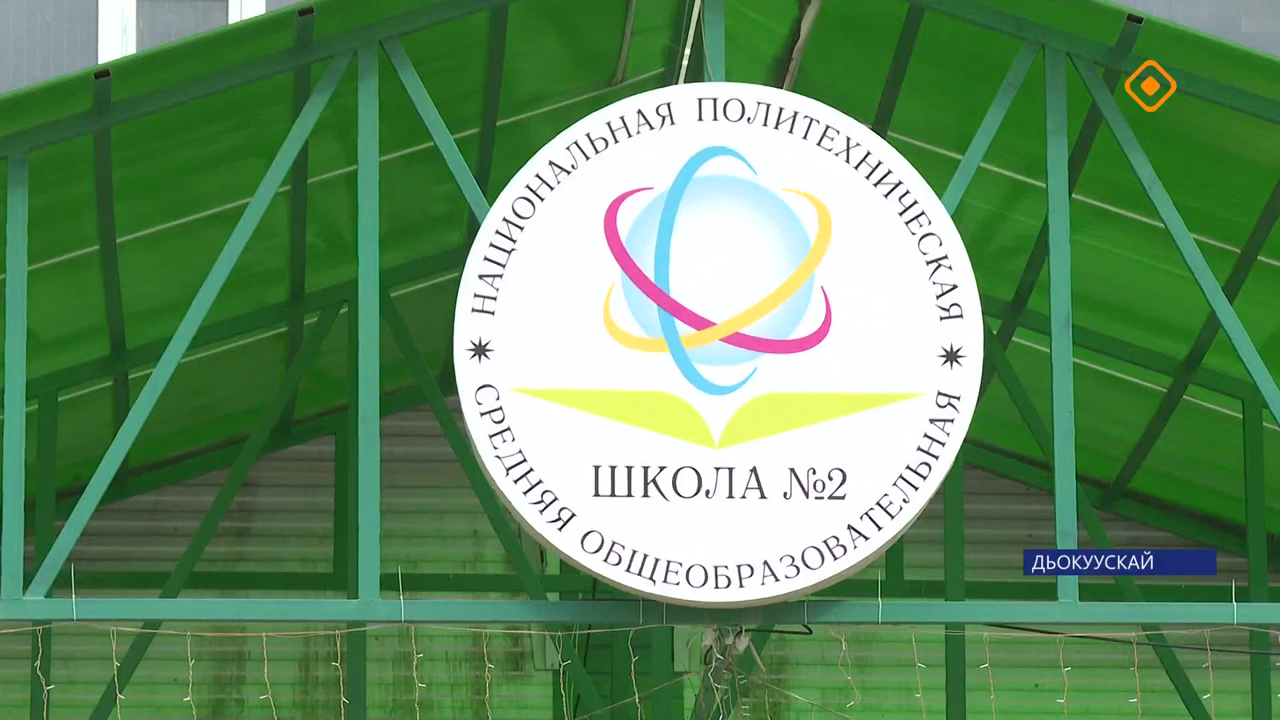 НАЦИОНАЛЬНАЯ ПОЛИТЕХНИЧЕСКАЯ
СРЕДНЯЯ ОБЩЕОБРАЗОВАТЕЛЬНАЯ
ШКОЛА №2
ДЬОКУУСКАЙ